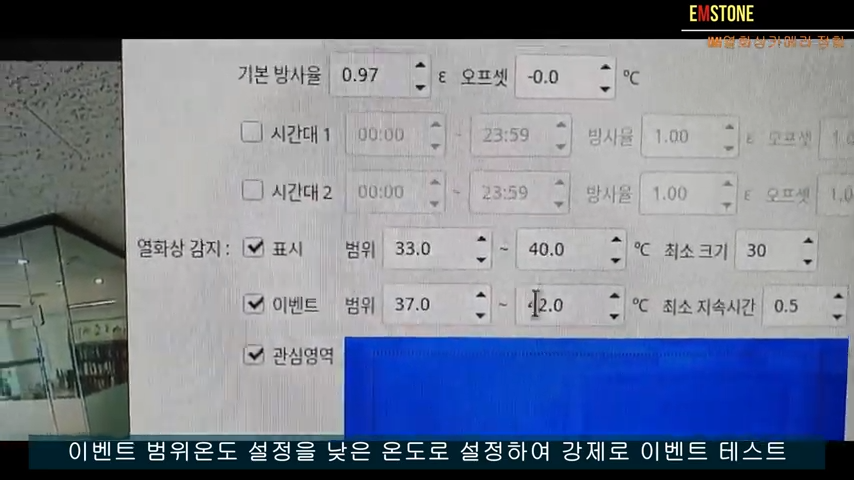 EMSTONE
기본 방사율 0.97 ε 오프셋 -0.0 ℃
시간대 1 00:00 ~ 23:59 방사율 1.00 ε 오프셋
시간대 2 00:00 ~ 23:59 방사율 1.00 ε 오프셋
열화상 감지 : 표시 범위 33.0 ~ 40.0 ℃ 최소 크기 30
이벤트 범위 37.0 ~ 2.0 ℃ 최소 지속시간 0.5
관심영역
이벤트 범위온도 설정을 낮은 온도로 설정하여 강제로 이벤트 테스트